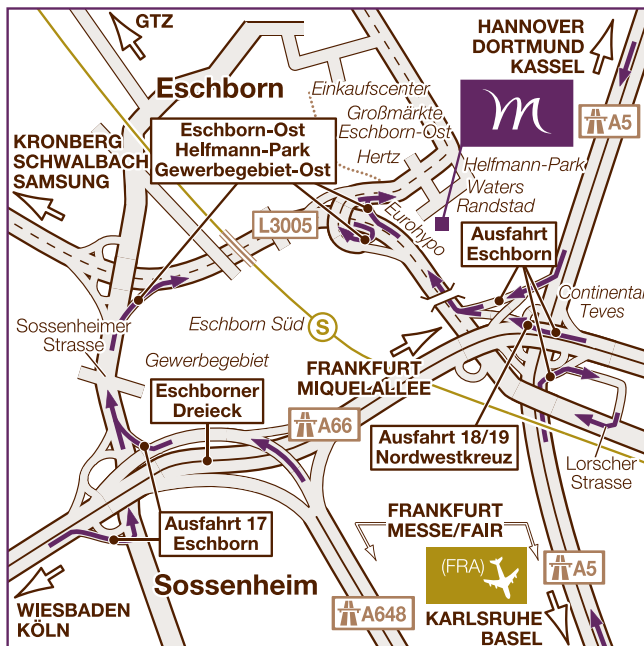 GTZ
HANNOVER
DORTMUND
KASSEL
Eschborn
Einkaufscenter
Großmärkte
Eschborn-Ost
m
A5
Eschborn-Ost
Helfmann-Park
Gewerbegebiet-Ost
Hertz
KRONBERG
SCHWALBACH
SAMSUNG
Helfmann-Park
Waters
Randstad
L3005
Eurohypo
Ausfahrt
Eschborn
Continental
Teves
Sossenheimer
Strasse
Eschborn Süd
S
Gewerbegebiet
FRANKFURT
MIQUELALLÉE
Eschborner
Dreieck
A66
Ausfahrt 18/19
Nordwestkreuz
Lorscher
Strasse
Ausfahrt 17
Eschborn
FRANKFURT
MESSE/FAIR
(FRA)
A5
Sossenheim
WIESBADEN
KÖLN
A648
KARLSRUHE
BASEL